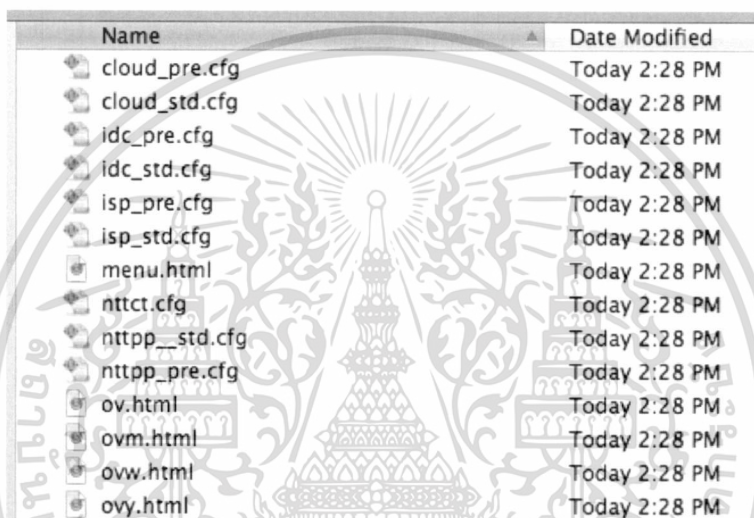 Name Date Modified
cloud_pre.cfg Today 2:28 PM
cloud_std.cfg Today 2:28 PM
idc_pre.cfg Today 2:28 PM
idc_std.cfg Today 2:28 PM
isp_pre.cfg Today 2:28 PM
isp_std.cfg Today 2:28 PM
menu.html Today 2:28 PM
nttct.cfg Today 2:28 PM
nttpp__std.cfg Today 2:28 PM
nttpp_pre.cfg Today 2:28 PM
ov.html Today 2:28 PM
ovm.html Today 2:28 PM
ovw.html Today 2:28 PM
ovy.html Today 2:28 PM